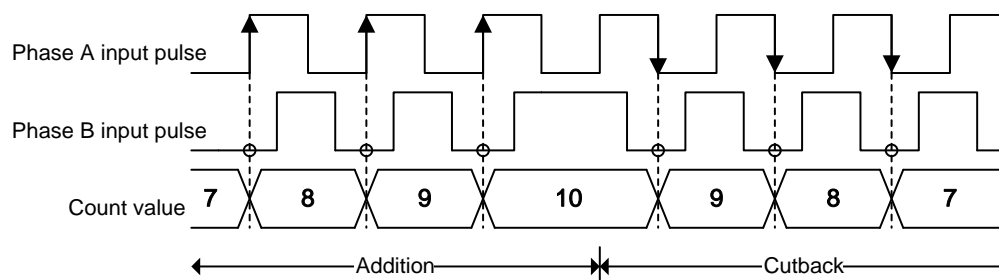 Phase A input pulse
Phase B input pulse
Count value 7 8 9 10 9 8 7
Addition Cutback